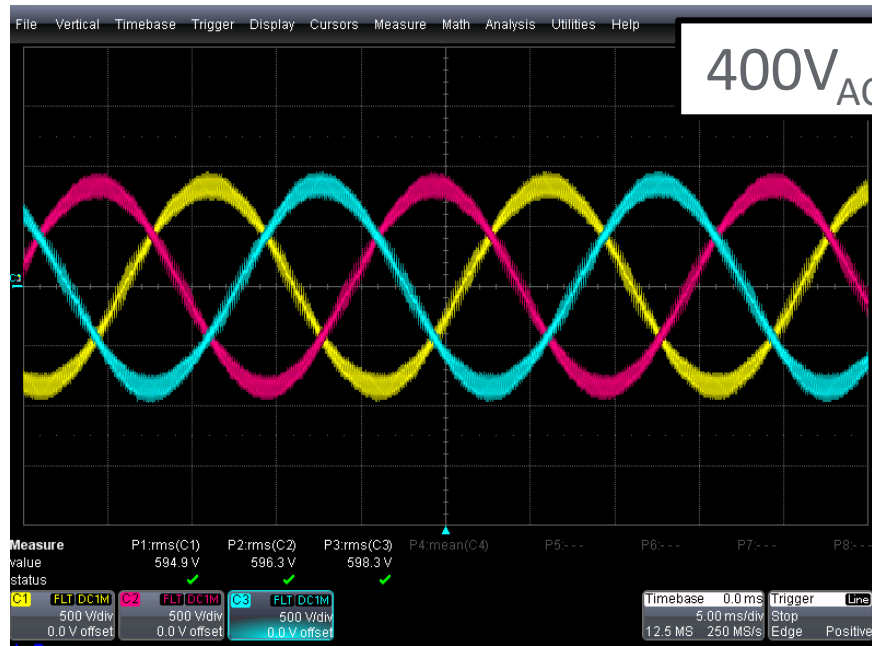 File Vertical Timebase Trigger Display Cursors Measure Math Analysis Utilities Help
400V AC
C3
Measure P1:rms(C1) P2:rms(C2) P3:rms(C3) P4:mean(C4) P5:--- P6:--- P7:--- P8:---
value 594.9 V 596.3 V 598.3 V
status
C1 FLT DC1M C2 FLT DC1M C3 FLT DC1M Timebase 0.0 ms Trigger Line
500 V/div 500 V/div 500 V/div 5.00 ms/div Stop
0.0 V offset 0.0 V offset 0.0 V offset 12.5 MS 250 MS/s Edge Positive